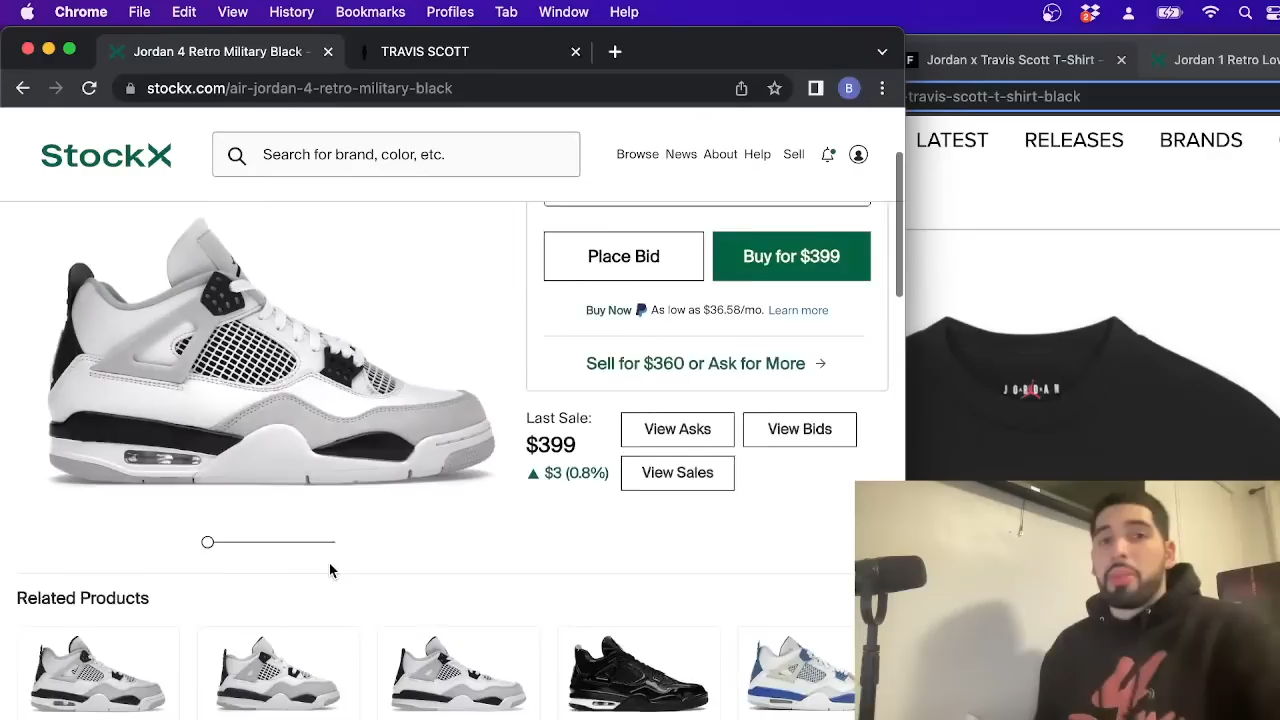 Chrome File Edit View History Bookmarks Profiles Tab Window Help
2
Jordan 4 Retro Military Black -
TRAVIS SCOTT
Jordan x Travis Scott T-Shirt -
Jordan 1 Retro Lo
stockx.com/air-jordan-4-retro-military-black
B
travis-scott-t-shirt-black
StockX
Search for brand, color, etc.
Browse News About Help Sell
LATEST RELEASES BRANDS
Place Bid
Buy for $399
Buy Now As low as $36.58/mo. Learn more
Sell for $360 or Ask for More
Last Sale:
$399
$3 (0.8%)
View Asks
View Bids
View Sales
JORDAN
Related Products